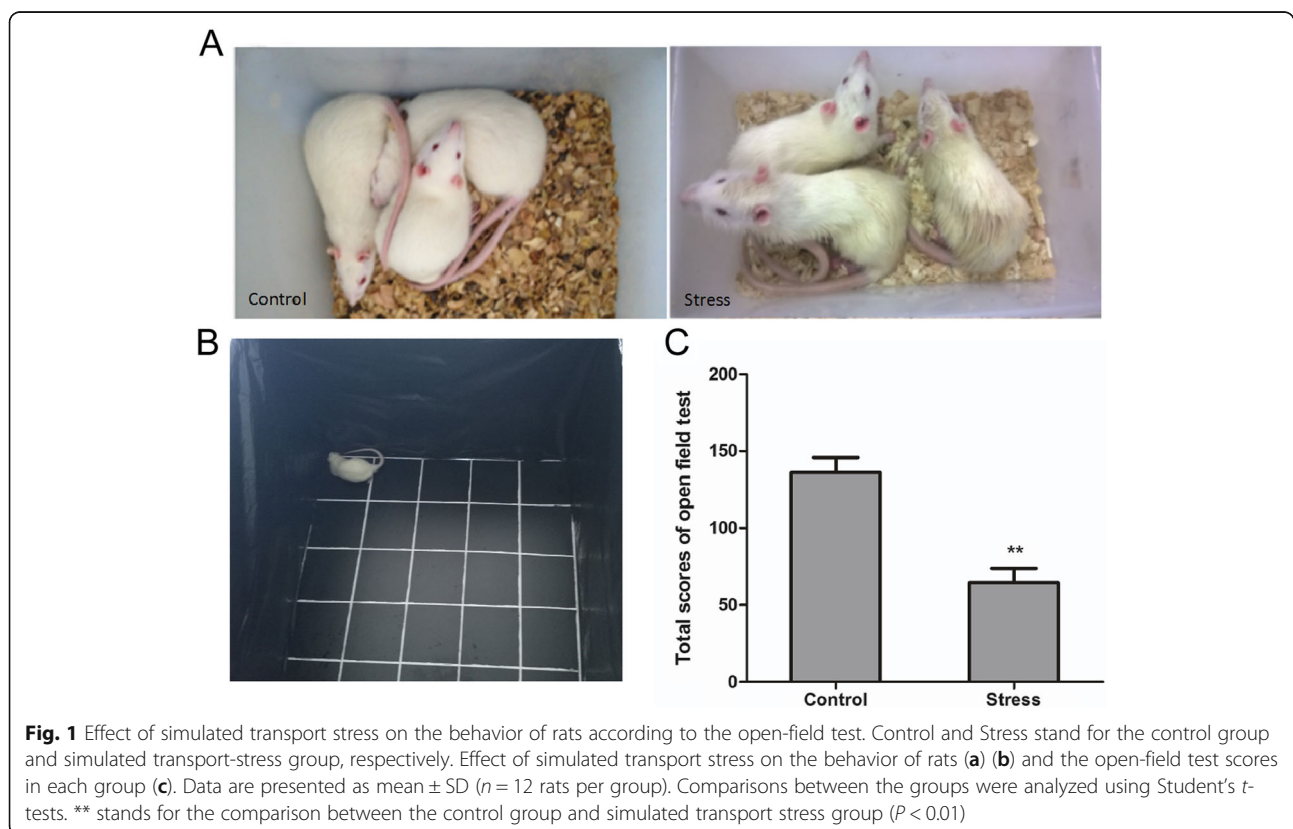 A
Control
Stress
B
C
Total scores of open field test
200
150
100
50
0
**
Control
Stress
Fig. 1 Effect of simulated transport stress on the behavior of rats according to the open-field test. Control and Stress stand for the control group
and simulated transport-stress group, respectively. Effect of simulated transport stress on the behavior of rats (a) (b) and the open-field test scores
in each group (c). Data are presented as mean ± SD (n = 12 rats per group). Comparisons between the groups were analyzed using Student's t-
tests. ** stands for the comparison between the control group and simulated transport stress group (P < 0.01)